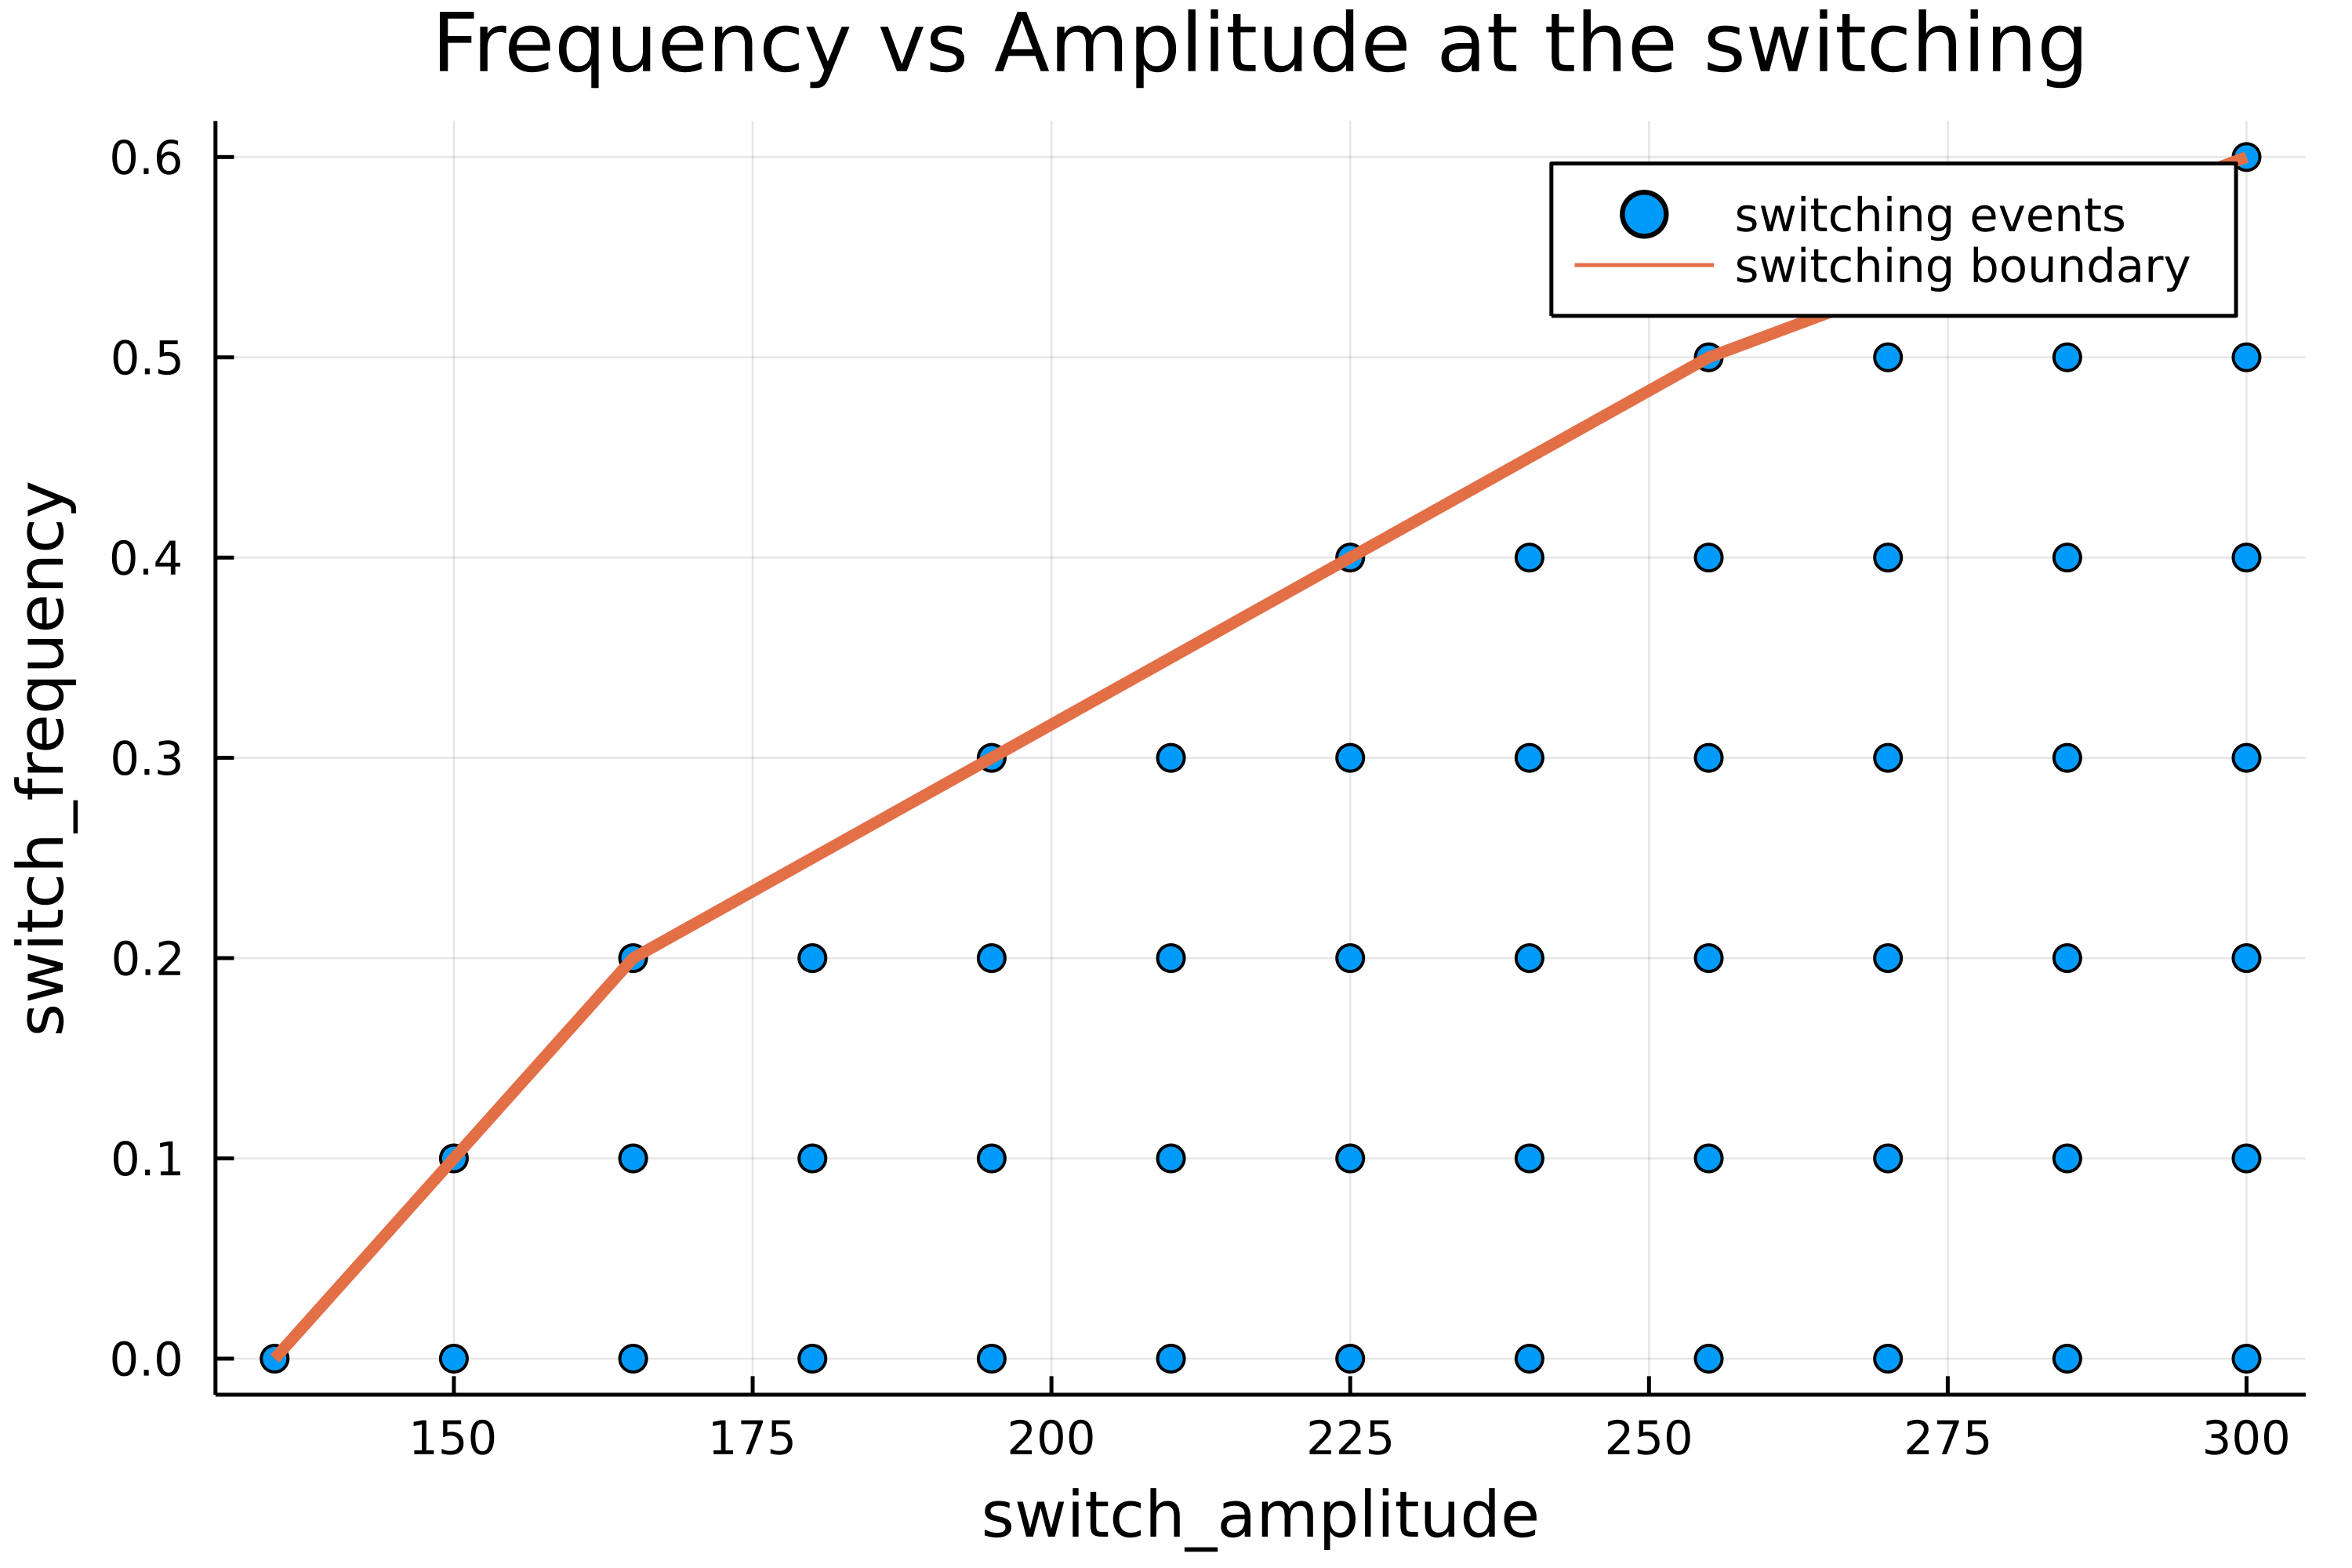 Frequency vs Amplitude at the switching
switching events
switching boundary
switch_frequency
0.6
0.5
0.4
0.3
0.2
0.1
0.0
150 175 200 225 250 275 300
switch_amplitude